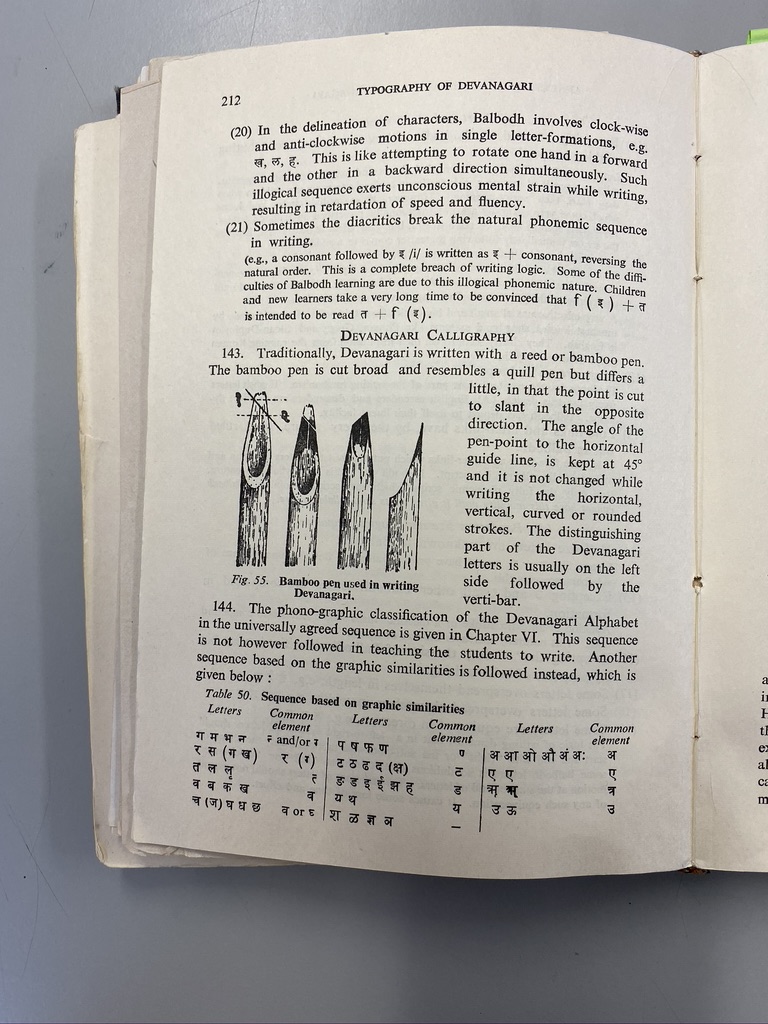 212
TYPOGRAPHY OF DEVANAGARI
(20) In the delineation of characters, Balbodh involves clock-wise
and anti-clockwise motions in single letter-formations, e.g.
ख, ल, ह. This is like attempting to rotate one hand in a forward
and the other in a backward direction simultaneously. Such
illogical sequence exerts unconscious mental strain while writing,
resulting in retardation of speed and fluency.
(21) Sometimes the diacritics break the natural phonemic sequence
in writing.
(e.g., a consonant followed by इ /i/ is written as इ + consonant, reversing the
natural order. This is a complete breach of writing logic. Some of the diffi-
culties of Balbodh learning are due to this illogical phonemic nature. Children
and new learners take a very long time to be convinced that ि ( इ ) + त
is intended to be read त + ि (इ).
DEVANAGARI CALLIGRAPHY
143. Traditionally, Devanagari is written with a reed or bamboo pen.
The bamboo pen is cut broad and resembles a quill pen but differs a
little, in that the point is cut
to slant in the opposite
direction. The angle of the
pen-point to the horizontal
guide line, is kept at 45°
and it is not changed while
writing the horizontal,
vertical, curved or rounded
strokes. The distinguishing
part of the Devanagari
letters is usually on the left
side followed by the
verti-bar.
१
२
Fig. 55. Bamboo pen used in writing
Devanagari.
144. The phono-graphic classification of the Devanagari Alphabet
in the universally agreed sequence is given in Chapter VI. This sequence
is not however followed in teaching the students to write. Another
sequence based on the graphic similarities is followed instead, which is
given below :
Table 50. Sequence based on graphic similarities
Letters Common element Letters Common element Letters Common element
ग म भ न and/or प ष फ ण प अ आ ओ औ अं अः अ
र स (ग ख) र (र) ट ठ ढ द (क्ष) ट ए ऐ ए
त ल लृ ङ ड इ ई झ ह ड ऋ ॠ
व ब क ख व य थ य उ ऊ उ
च (ज) घ ध छ व or श ळ ज्ञ ञ —